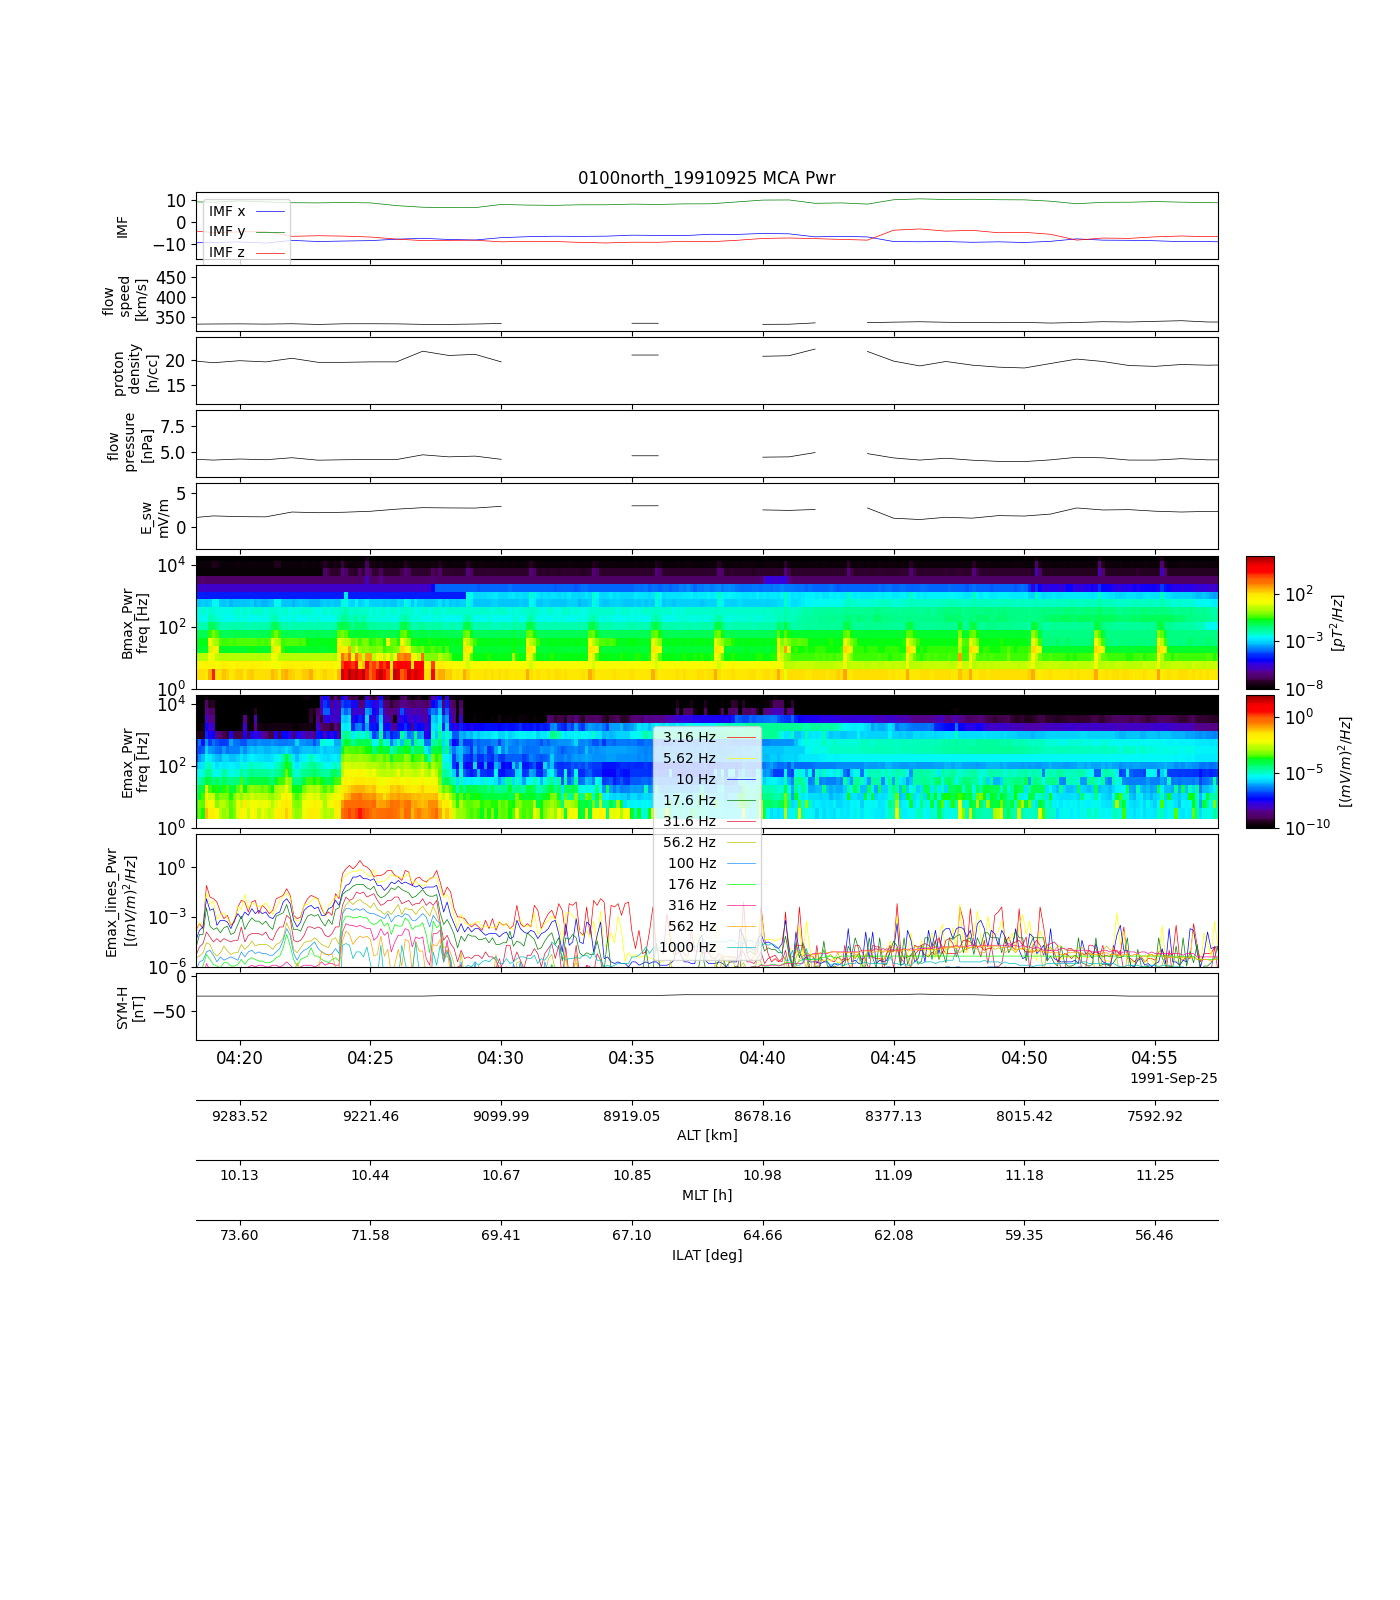 0100north_19910925 MCA Pwr
10
0
−10
IMF
IMF x
IMF y
IMF z
450
400
350
flow
speed
[km/s]
20
15
proton
density
[n/cc]
7.5
5.0
flow
pressure
[nPa]
5
0
E_sw
mV/m
10^4
10^2
10^0
Bmax_Pwr
freq [Hz]
10^2
10^-3
10^-8
[pT^2/Hz]
10^4
10^2
10^0
Emax_Pwr
freq [Hz]
10^0
10^-5
10^-10
[(mV/m)^2/Hz]
3.16 Hz
5.62 Hz
10 Hz
17.6 Hz
31.6 Hz
56.2 Hz
100 Hz
176 Hz
316 Hz
562 Hz
1000 Hz
10^0
10^-3
10^-6
Emax_lines_Pwr
[(mV/m)^2/Hz]
0
−50
SYM-H
[nT]
04:20 04:25 04:30 04:35 04:40 04:45 04:50 04:55
1991-Sep-25
9283.52 9221.46 9099.99 8919.05 8678.16 8377.13 8015.42 7592.92
ALT [km]
10.13 10.44 10.67 10.85 10.98 11.09 11.18 11.25
MLT [h]
73.60 71.58 69.41 67.10 64.66 62.08 59.35 56.46
ILAT [deg]